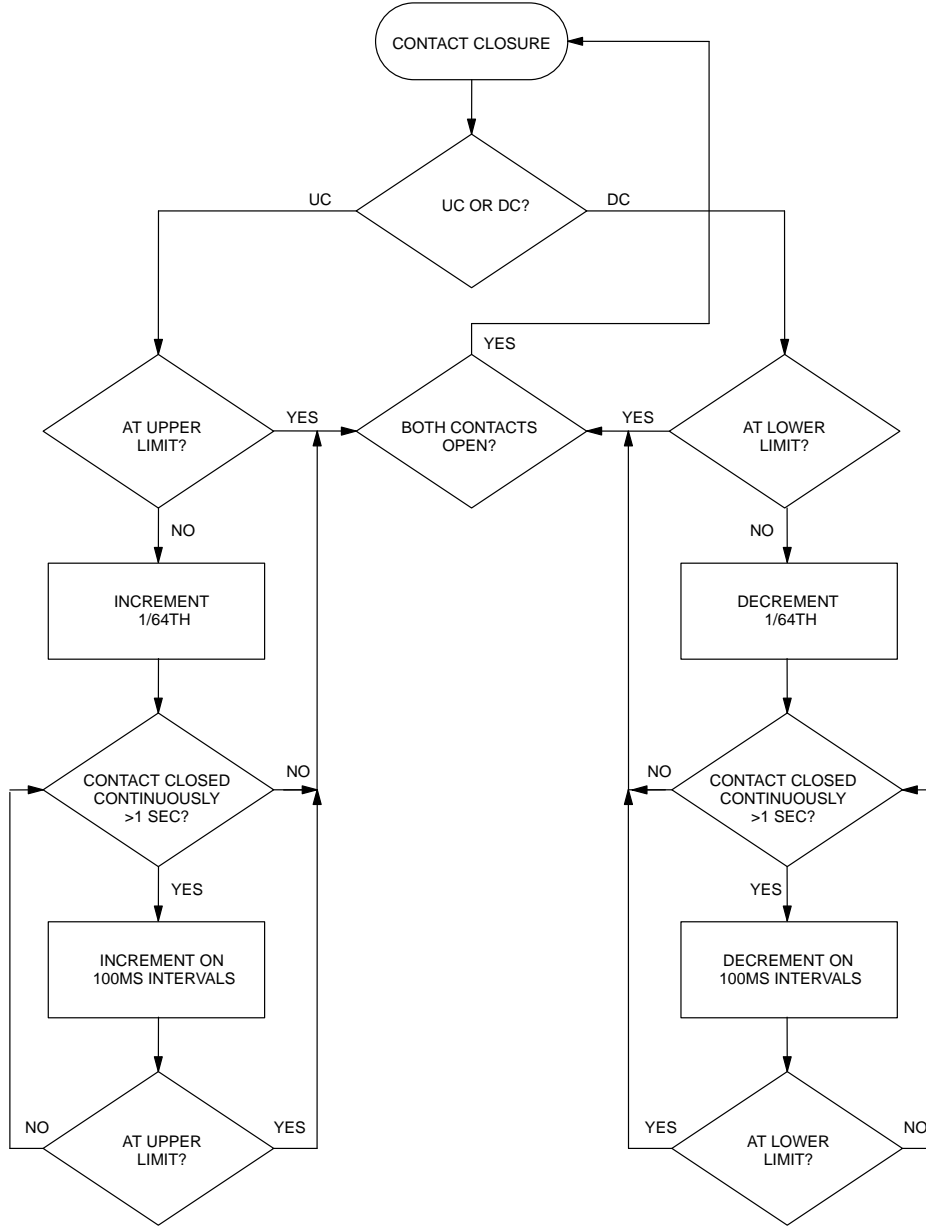 CONTACT CLOSURE
UC
UC OR DC?
DC
YES
AT UPPER
LIMIT?
YES
BOTH CONTACTS
OPEN?
YES
AT LOWER
LIMIT?
NO
NO
INCREMENT
1/64TH
DECREMENT
1/64TH
CONTACT CLOSED
CONTINUOUSLY
>1 SEC?
NO
NO
CONTACT CLOSED
CONTINUOUSLY
>1 SEC?
YES
YES
INCREMENT ON
100MS INTERVALS
DECREMENT ON
100MS INTERVALS
NO
AT UPPER
LIMIT?
YES
YES
AT LOWER
LIMIT?
NO